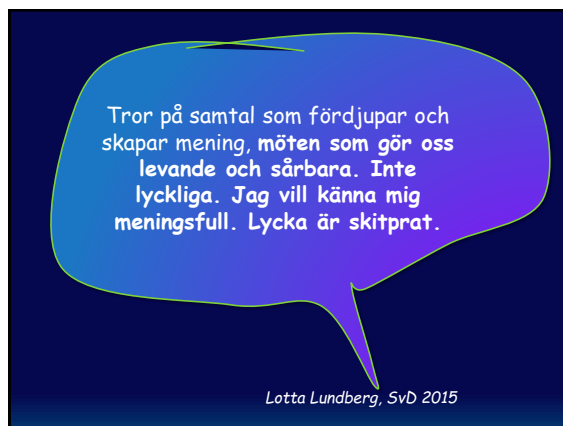 Tror på samtal som fördjupar och
skapar mening, möten som gör oss
levande och sårbara. Inte
lyckliga. Jag vill känna mig
meningsfull. Lycka är skitprat.
Lotta Lundberg, SvD 2015